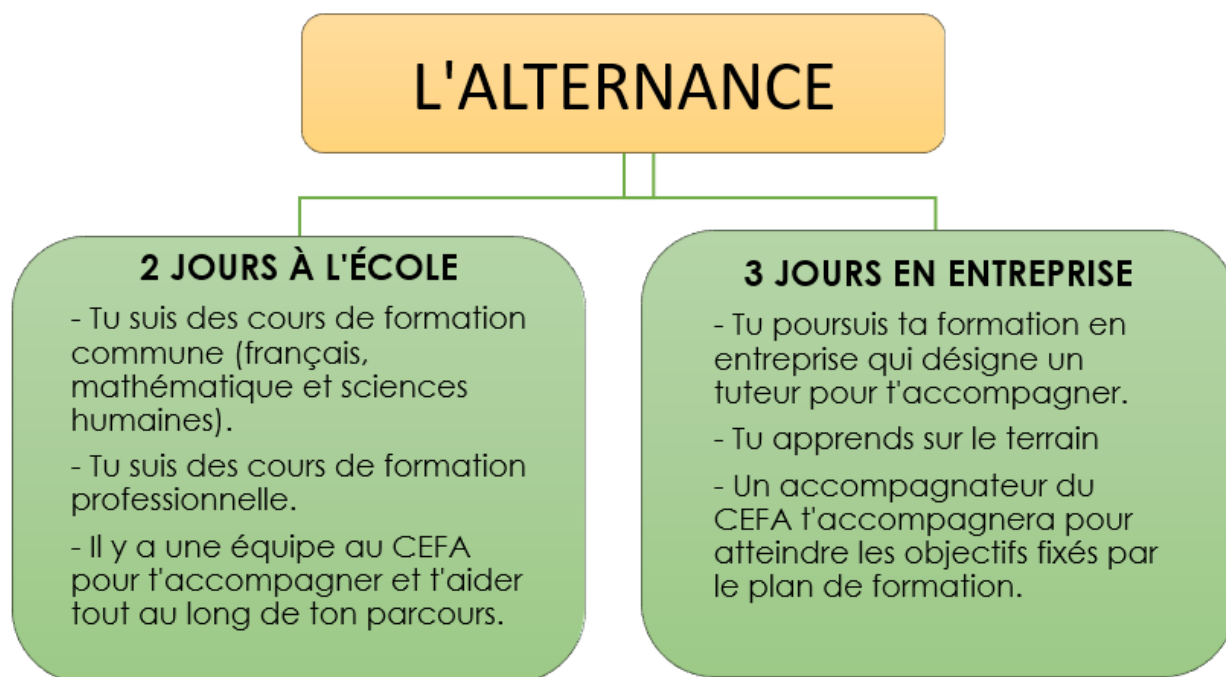 L'ALTERNANCE
2 JOURS À L'ÉCOLE
- Tu suis des cours de formation
commune (français,
mathématique et sciences
humaines).
- Tu suis des cours de formation
professionnelle.
- Il y a une équipe au CEFA
pour t'accompagner et t'aider
tout au long de ton parcours.
3 JOURS EN ENTREPRISE
- Tu poursuis ta formation en
entreprise qui désigne un
tuteur pour t'accompagner.
- Tu apprends sur le terrain
- Un accompagnateur du
CEFA t'accompagnera pour
atteindre les objectifs fixés par
le plan de formation.